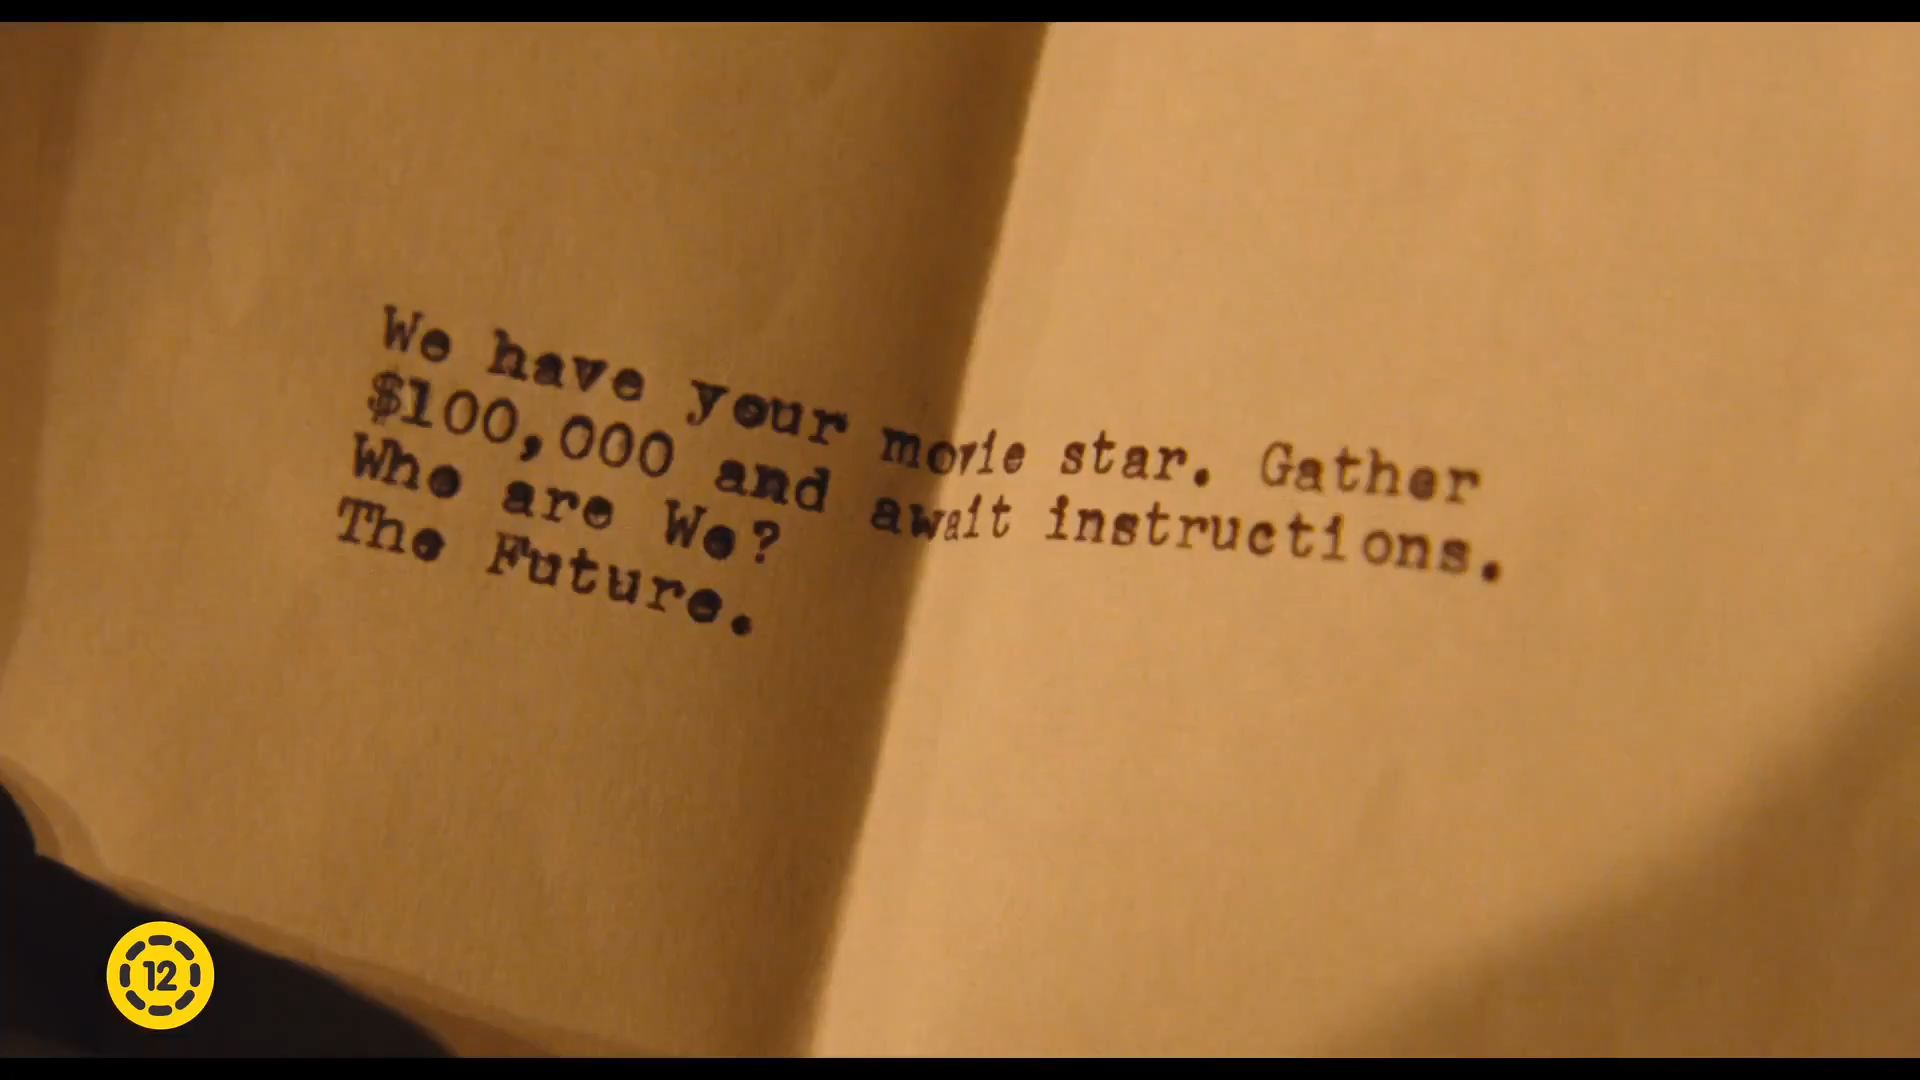 We have your movie star. Gather
$100,000 and await instructions.
Who are We?
The Future.
12